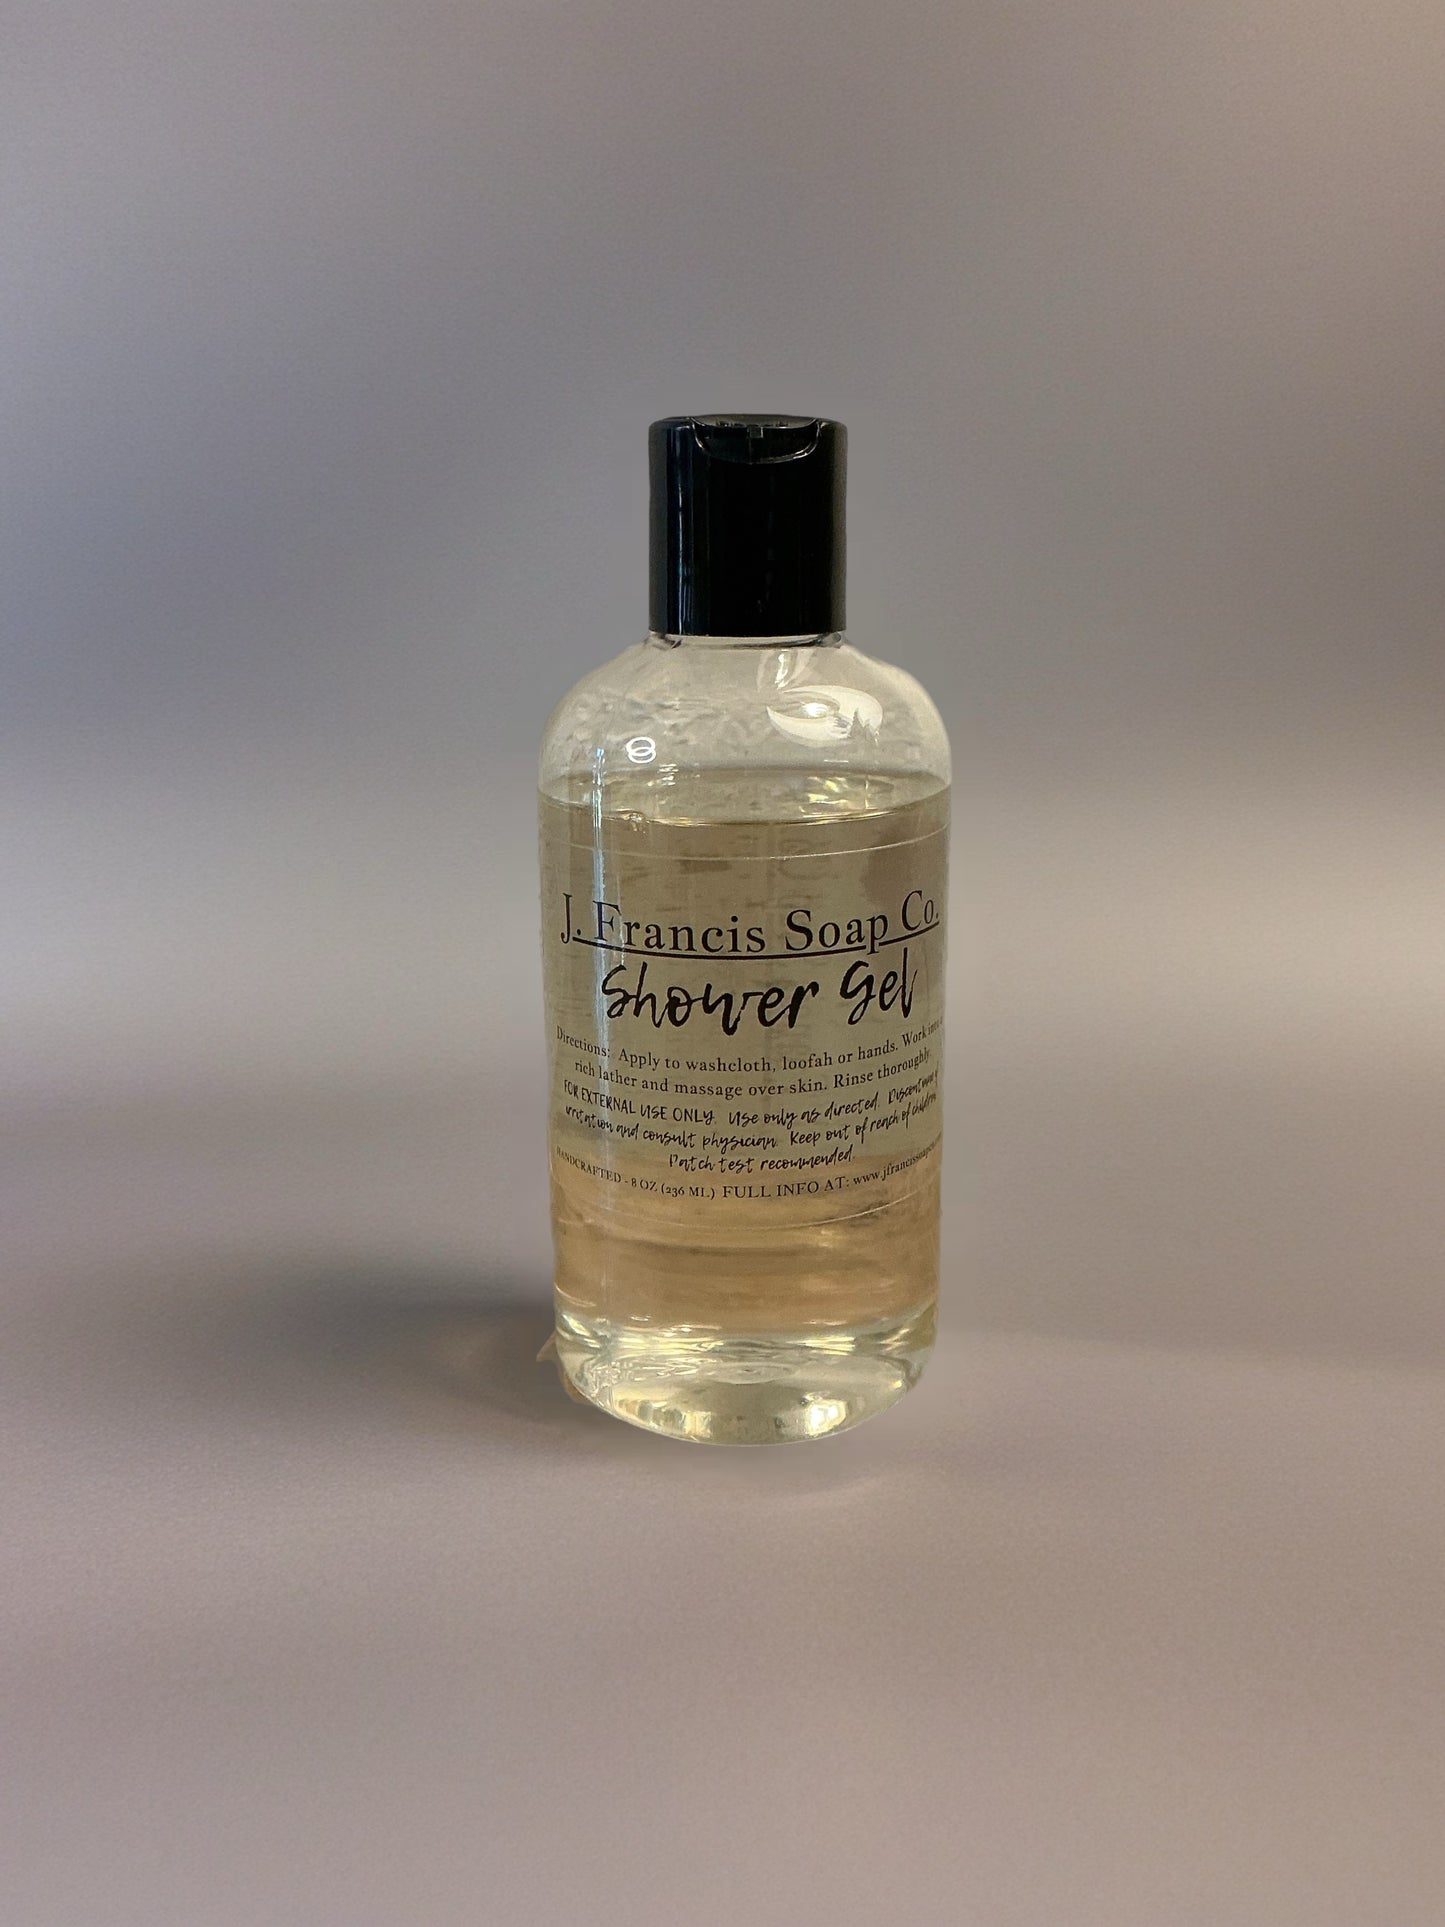 J. Francis Soap Co.
Shower Gel
Directions: Apply to washcloth, loofah or hands. Work into a
rich lather and massage over skin. Rinse thoroughly.
FOR EXTERNAL USE ONLY. Use only as directed. Discontinue if
irritation and consult physician. Keep out of reach of children.
Patch test recommended.
HANDCRAFTED - 8 OZ (236 ML) FULL INFO AT: